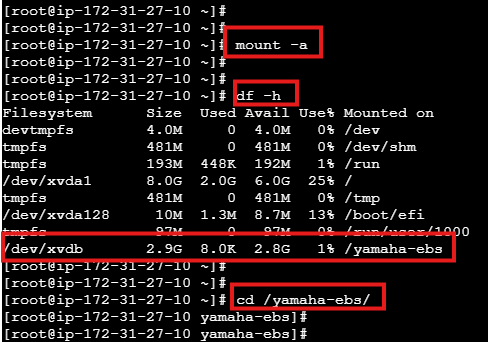 [root@ip-172-31-27-10 ~]#
[root@ip-172-31-27-10 ~]#
[root@ip-172-31-27-10 ~]# mount -a
[root@ip-172-31-27-10 ~]#
[root@ip-172-31-27-10 ~]# df -h
Filesystem Size Used Avail Use% Mounted on
devtmpfs 4.0M 0 4.0M 0% /dev
tmpfs 481M 0 481M 0% /dev/shm
tmpfs 193M 448K 192M 1% /run
/dev/xvda1 8.0G 2.0G 6.0G 25% /
tmpfs 481M 0 481M 0% /tmp
/dev/xvda128 10M 1.3M 8.7M 13% /boot/efi
tmpfs 97M 0 97M 0% /run/user/1000
/dev/xvdb 2.9G 8.0K 2.8G 1% /yamaha-ebs
[root@ip-172-31-27-10 ~]#
[root@ip-172-31-27-10 ~]#
[root@ip-172-31-27-10 ~]# cd /yamaha-ebs/
[root@ip-172-31-27-10 yamaha-ebs]#
[root@ip-172-31-27-10 yamaha-ebs]#